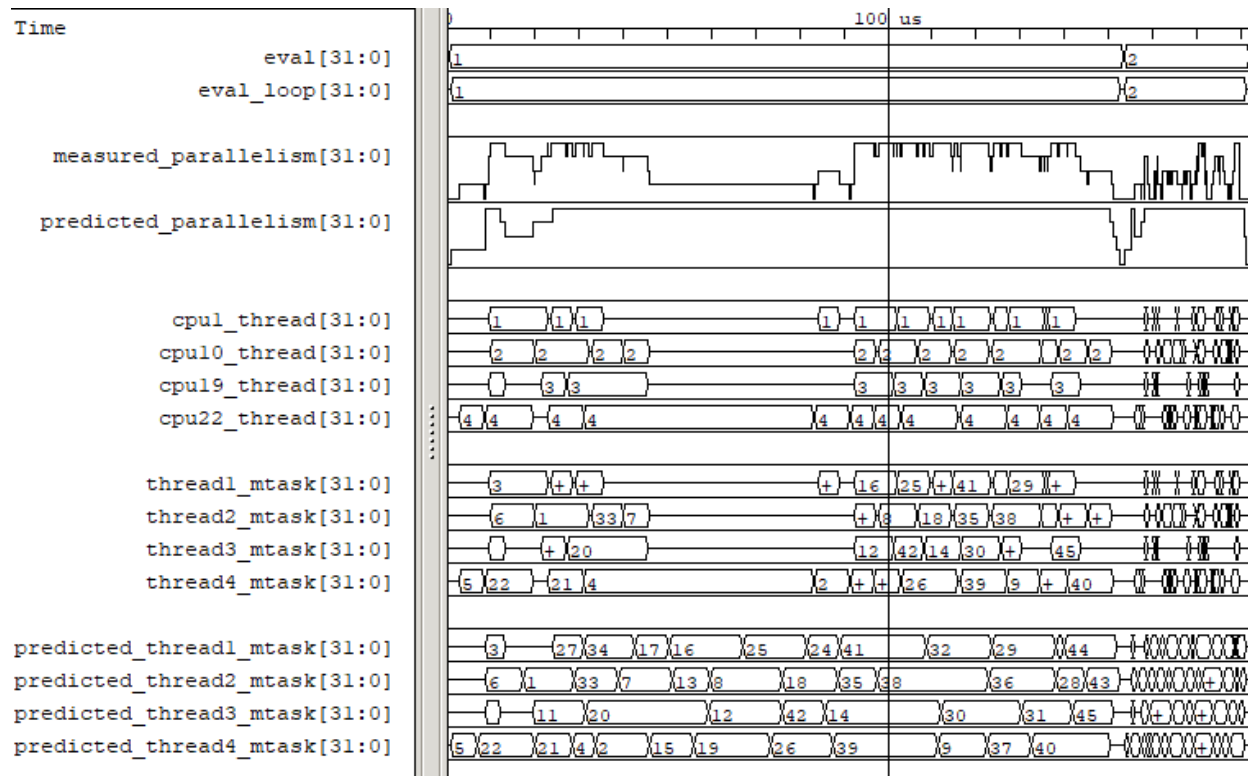 Time 0 100 us
eval[31:0] 1 2
eval_loop[31:0] 1 2
measured_parallelism[31:0]
predicted_parallelism[31:0]
cpu1_thread[31:0] 1 1 1 1 1 1 1 1 1 1
cpu10_thread[31:0] 2 2 2 2 2 2 2 2 2 2 2
cpu19_thread[31:0] 3 3 3 3 3 3 3 3
cpu22_thread[31:0] 4 4 4 4 4 4 4 4 4 4 4 4
thread1_mtask[31:0] 3 + + + 16 25 + 41 29 +
thread2_mtask[31:0] 6 1 33 7 + 8 18 35 38 + +
thread3_mtask[31:0] + 20 12 42 14 30 + 45
thread4_mtask[31:0] 5 22 21 4 2 + + 26 39 9 + 40
predicted_thread1_mtask[31:0] 3 27 34 17 16 25 24 41 32 29 44
predicted_thread2_mtask[31:0] 6 1 33 7 13 8 18 35 38 36 28 43 +
predicted_thread3_mtask[31:0] 11 20 12 42 14 30 31 45 + +
predicted_thread4_mtask[31:0] 5 22 21 4 2 15 19 26 39 9 37 40 +